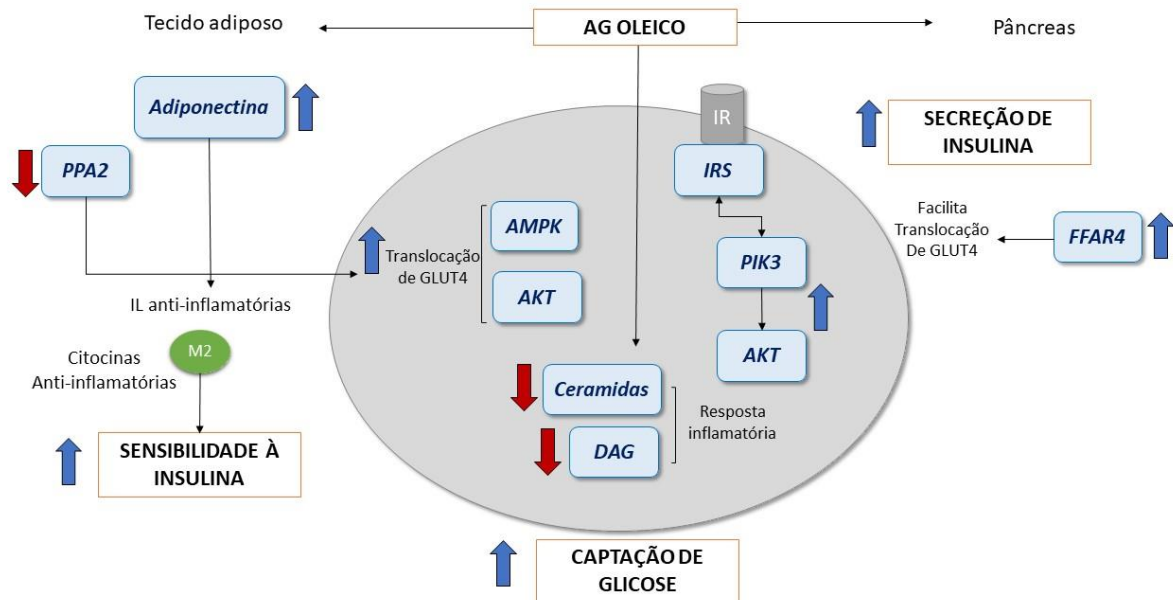 Tecido adiposo
AG OLEICO
Pâncreas
Adiponectina
PPA2
IR
IRS
SECREÇÃO DE
INSULINA
AMPK
Translocação
de GLUT4
AKT
PIK3
AKT
Facilita
Translocação
De GLUT4
FFAR4
IL anti-inflamatórias
M2
Citocinas
Anti-inflamatórias
SENSIBILIDADE À
INSULINA
Ceramidas
DAG
Resposta
inflamatória
CAPTAÇÃO DE
GLICOSE